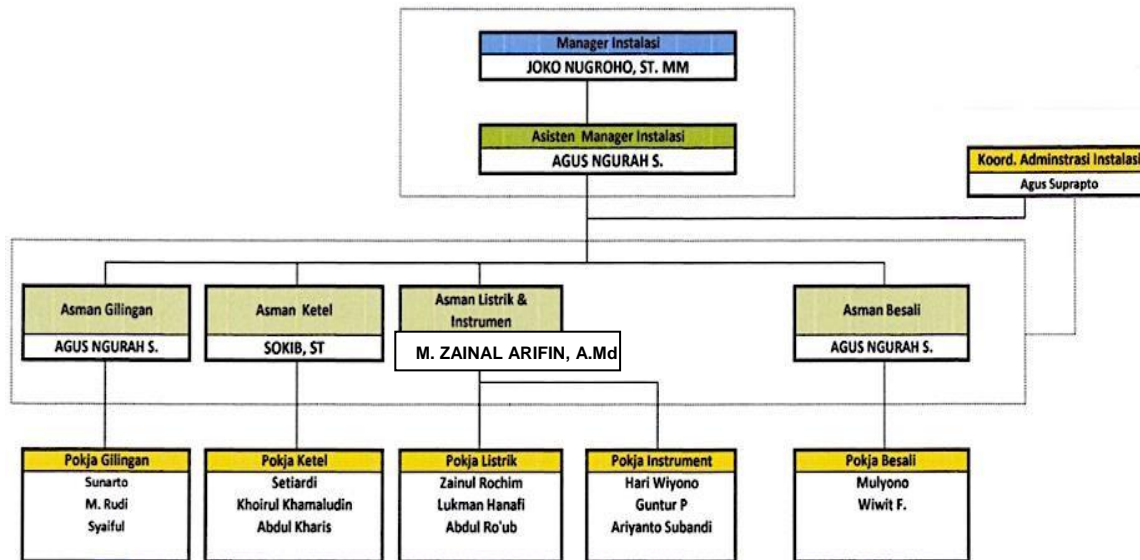 Manager Instalasi
JOKO NUGROHO, ST. MM
Asisten Manager Instalasi
AGUS NGURAH S.
Koord. Adminstrasi Instalasi
Agus Suprapto
Asman Gilingan
AGUS NGURAH S.
Asman Ketel
SOKIB, ST
Asman Listrik &
Instrumen
M. ZAINAL ARIFIN, A.Md
Asman Besali
AGUS NGURAH S.
Pokja Gilingan
Sunarto
M. Rudi
Syaiful
Pokja Ketel
Setiardi
Khoirul Khamaludin
Abdul Kharis
Pokja Listrik
Zainul Rochim
Lukman Hanafi
Abdul Ro'ub
Pokja Instrument
Hari Wiyono
Guntur P
Ariyanto Subandi
Pokja Besali
Mulyono
Wiwit F.